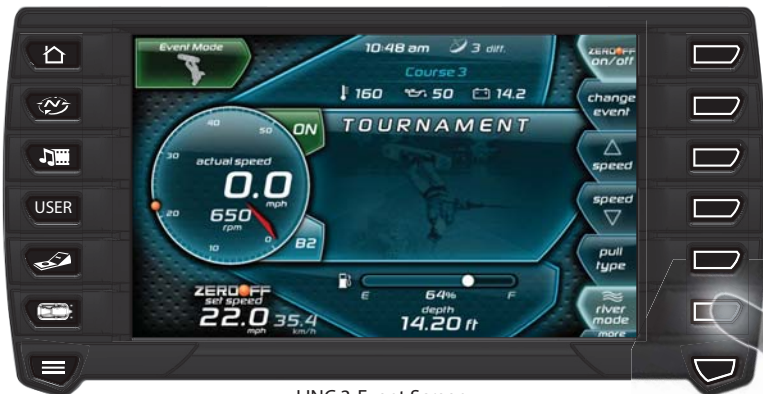 Event Mode
10:48 am 3 diff.
Course 3
160 50 14.2
ZERO OFF
on/off
change
event
speed
speed
pull
type
river
mode
more
USER
TOURNAMENT
ON
50
40
30
20
10
0
actual speed
0.0
mph
650
rpm
B2
ZERO OFF
set speed
22.0 mph 35.4 km/h
E 64% F
depth
14.20 ft